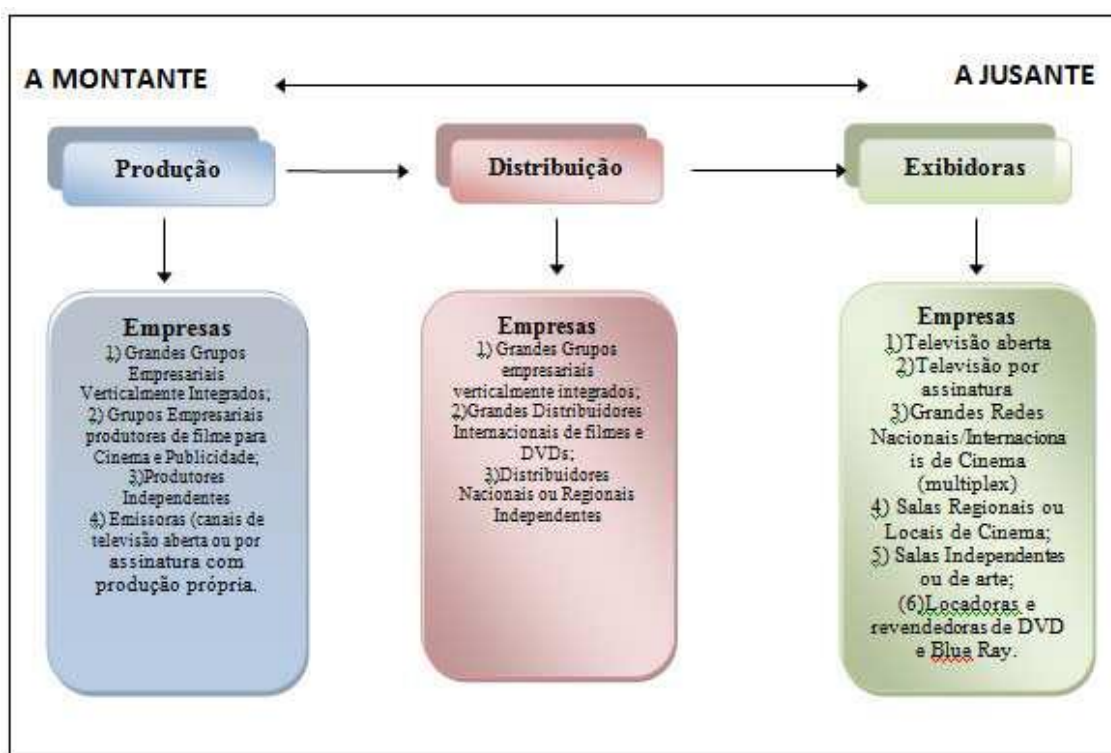 A MONTANTE
A JUSANTE
Produção
Distribuição
Exibidoras
Empresas
1) Grandes Grupos
Empresariais
Verticalmente Integrados;
2) Grupos Empresariais
produtores de filme para
Cinema e Publicidade;
3)Produtores
Independentes
4) Emissoras (canais de
televisão aberta ou por
assinatura com
produção própria.
Empresas
1) Grandes Grupos
empresariais
verticalmente integrados;
2)Grandes Distribuidores
Internacionais de filmes e
DVDs;
3)Distribuidores
Nacionais ou Regionais
Independentes
Empresas
1)Televisão aberta
2)Televisão por
assinatura
3)Grandes Redes
Nacionais/Internaciona
is de Cinema
(multiplex)
4) Salas Regionais ou
Locais de Cinema;
5) Salas Independentes
ou de arte;
(6)Locadoras e
revendedoras de DVD
e Blue Ray.